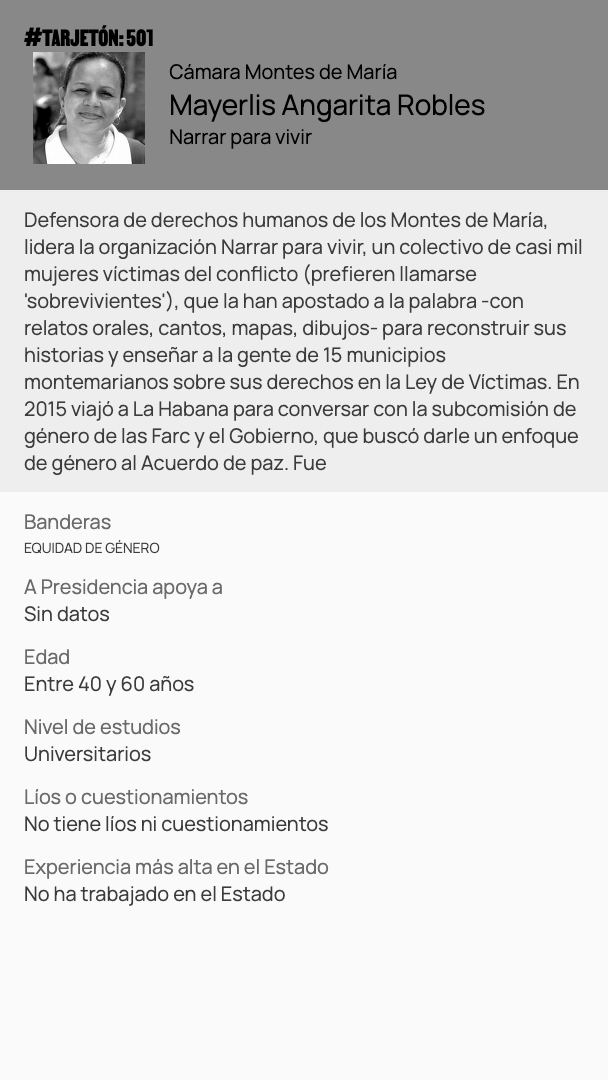 #TARJETÓN: 501
Cámara Montes de María
Mayerlis Angarita Robles
Narrar para vivir
Defensora de derechos humanos de los Montes de María,
lidera la organización Narrar para vivir, un colectivo de casi mil
mujeres víctimas del conflicto (prefieren llamarse
'sobrevivientes'), que la han apostado a la palabra -con
relatos orales, cantos, mapas, dibujos- para reconstruir sus
historias y enseñar a la gente de 15 municipios
montemarianos sobre sus derechos en la Ley de Víctimas. En
2015 viajó a La Habana para conversar con la subcomisión de
género de las Farc y el Gobierno, que buscó darle un enfoque
de género al Acuerdo de paz. Fue
Banderas
EQUIDAD DE GÉNERO
A Presidencia apoya a
Sin datos
Edad
Entre 40 y 60 años
Nivel de estudios
Universitarios
Líos o cuestionamientos
No tiene líos ni cuestionamientos
Experiencia más alta en el Estado
No ha trabajado en el Estado